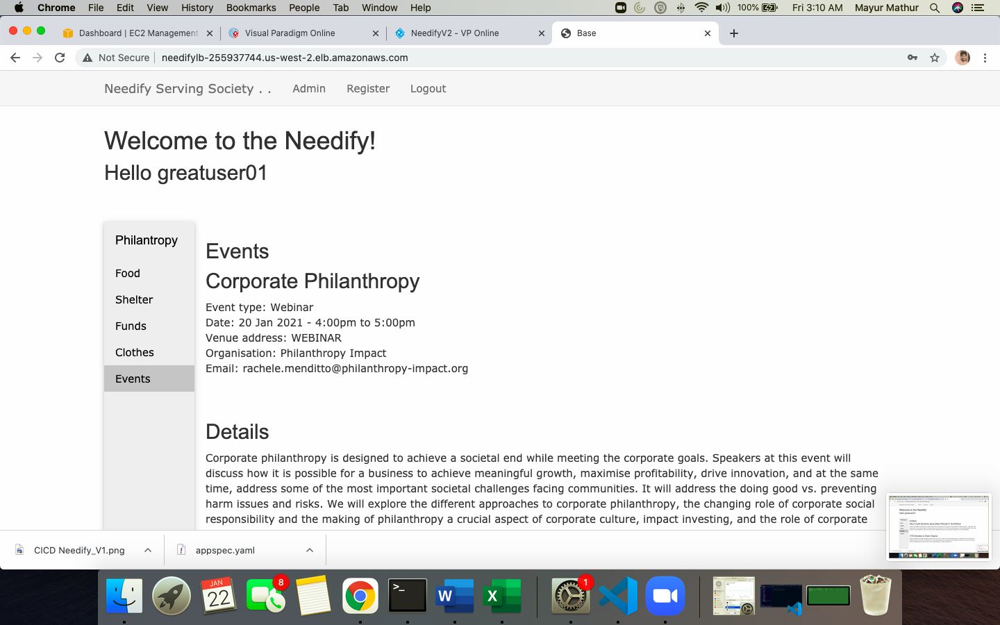 Chrome File Edit View History Bookmarks People Tab Window Help 100% Fri 3:10 AM Mayur Mathur
Dashboard | EC2 Management Visual Paradigm Online NeedifyV2 - VP Online Base
Not Secure needifylb-255937744.us-west-2.elb.amazonaws.com
Needify Serving Society . . Admin Register Logout
Welcome to the Needify!
Hello greatuser01
Philantropy
Food
Shelter
Funds
Clothes
Events
Events
Corporate Philanthropy
Event type: Webinar
Date: 20 Jan 2021 - 4:00pm to 5:00pm
Venue address: WEBINAR
Organisation: Philanthropy Impact
Email: rachele.menditto@philanthropy-impact.org
Details
Corporate philanthropy is designed to achieve a societal end while meeting the corporate goals. Speakers at this event will
discuss how it is possible for a business to achieve meaningful growth, maximise profitability, drive innovation, and at the same
time, address some of the most important societal challenges facing communities. It will address the doing good vs. preventing
harm issues and risks. We will explore the different approaches to corporate philanthropy, the changing role of corporate social
responsibility and the making of philanthropy a crucial aspect of corporate culture, impact investing, and the role of corporate
Welcome to the Needify!
CICD Needify_V1.png appspec.yaml
JAN
22
8
>_
W
X
1